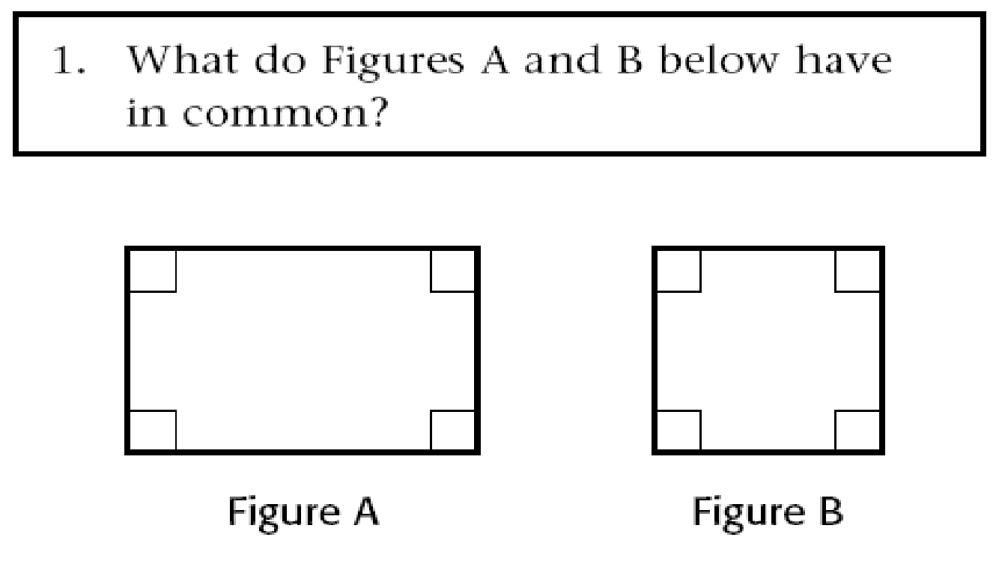 1. What do Figures A and B below have
in common?
Figure A
Figure B